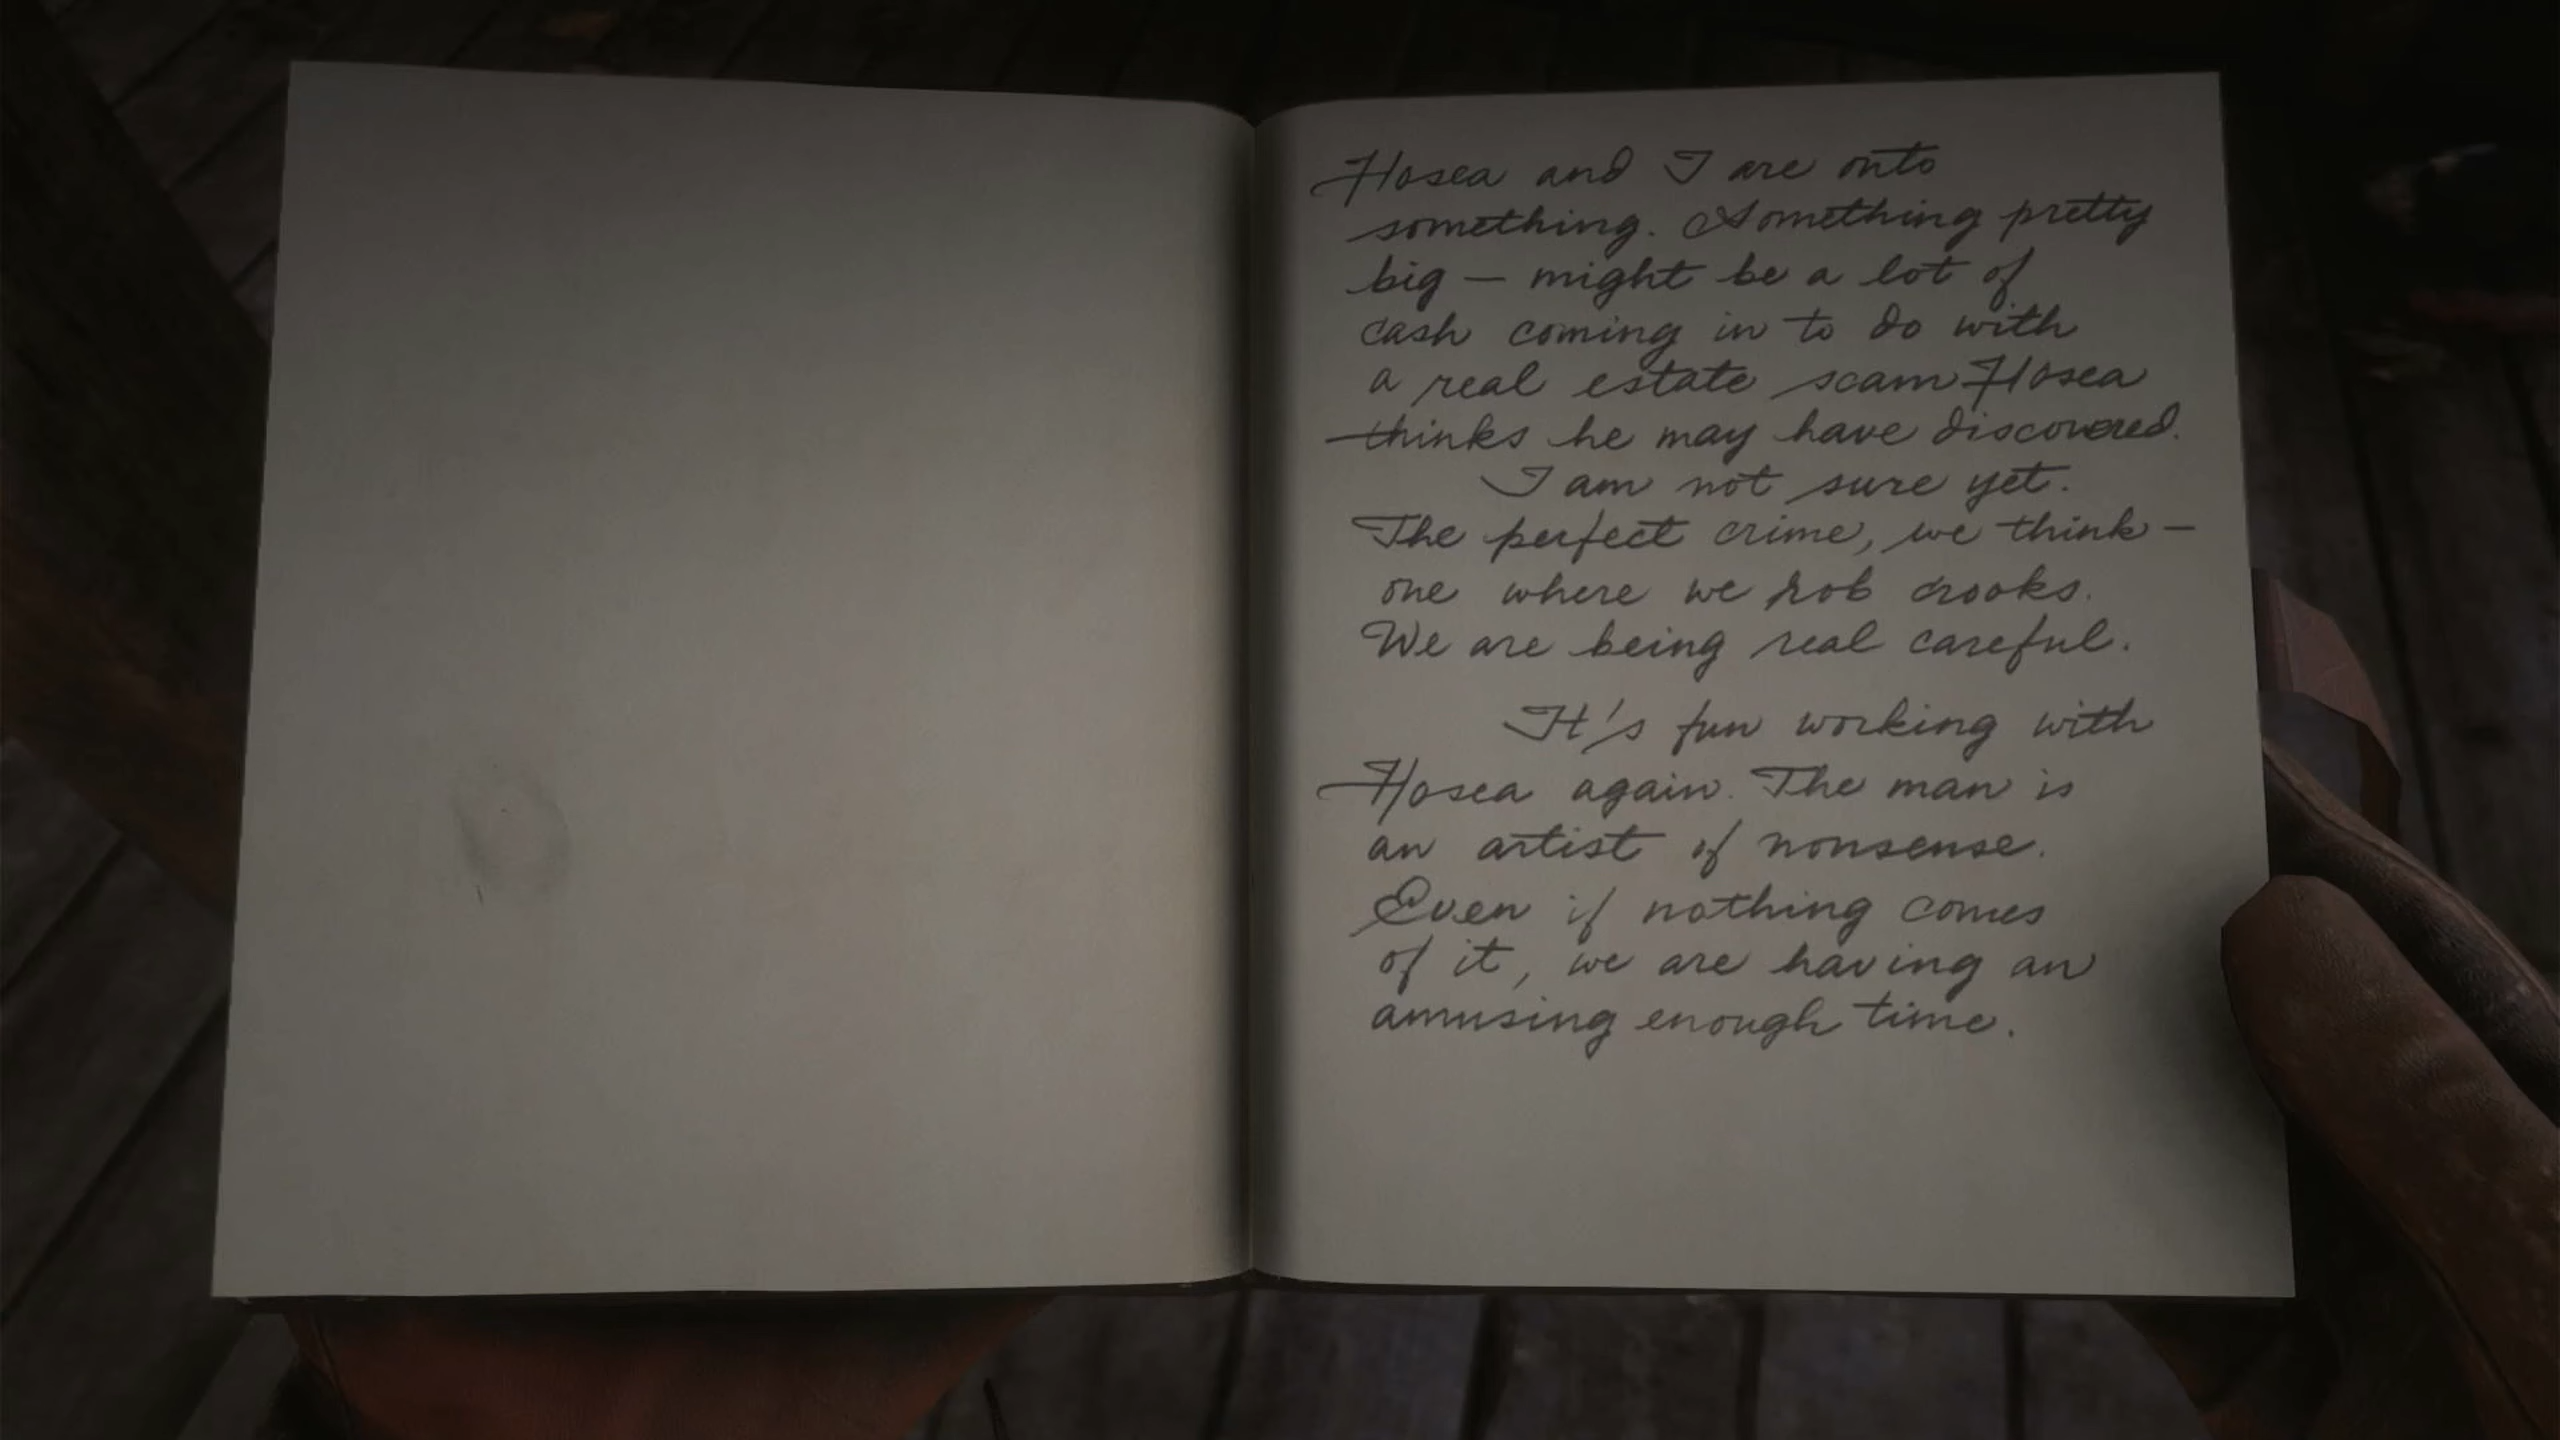 Hosea and I are onto
something. Something pretty
big — might be a lot of
cash coming in to do with
a real estate scam Hosea
thinks he may have discovered.
I am not sure yet.
The perfect crime, we think —
one where we rob crooks.
We are being real careful.
It's fun working with
Hosea again. The man is
an artist of nonsense.
Even if nothing comes
of it, we are having an
amusing enough time.